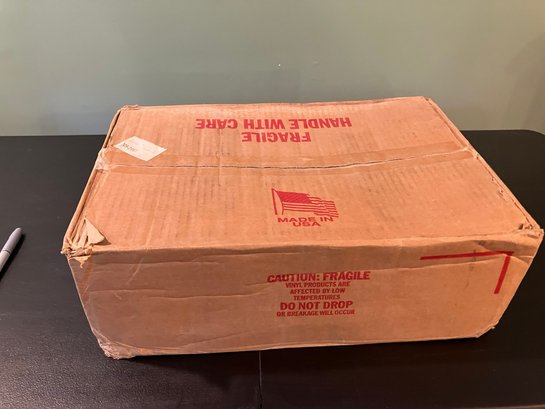 FRAGILE
HANDLE WITH CARE
MADE IN
USA
CAUTION: FRAGILE
VINYL PRODUCTS ARE
AFFECTED BY LOW
TEMPERATURES
DO NOT DROP
OR BREAKAGE WILL OCCUR